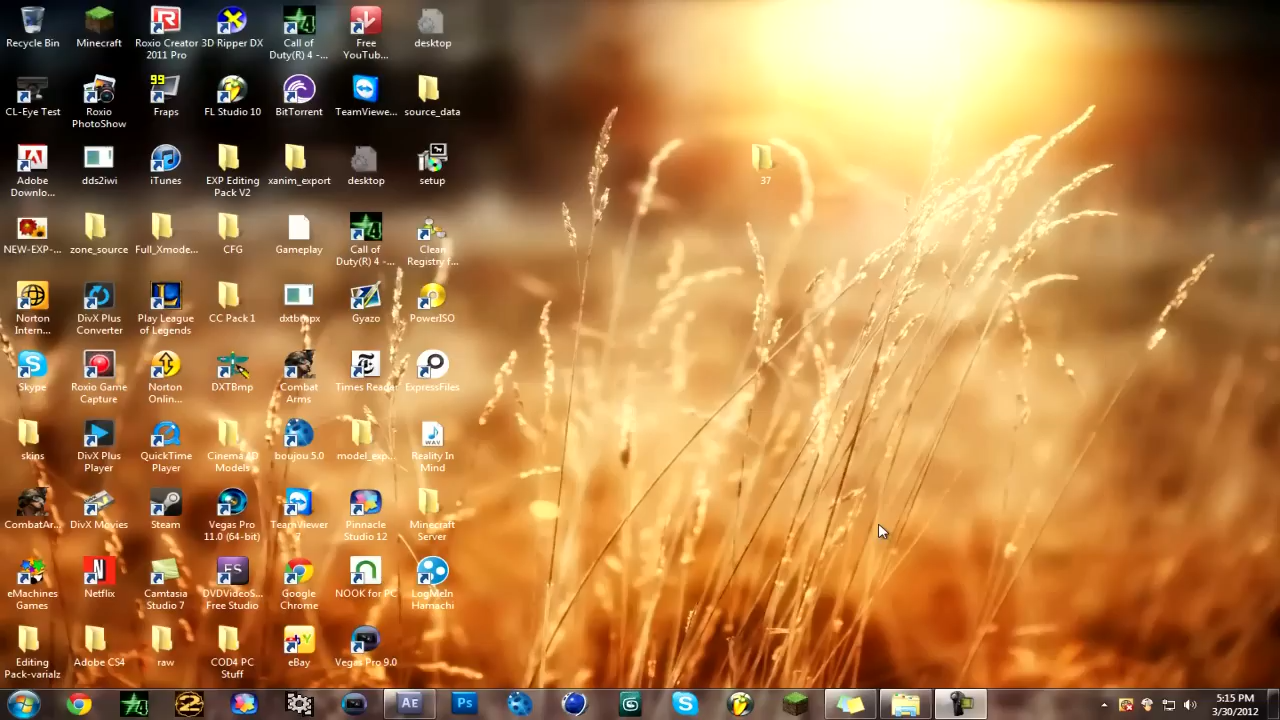 Recycle Bin
Minecraft
Roxio Creator
2011 Pro
3D Ripper DX
Call of
Duty(R) 4 -...
Free
YouTub...
desktop
CL-Eye Test
Roxio
PhotoShow
99
Fraps
FL Studio 10
BitTorrent
TeamViewe...
source_data
Adobe
Downlo...
dds2iwi
iTunes
EXP Editing
Pack V2
xanim_export
desktop
setup
37
NEW-EXP-...
zone_source
Full_Xmode...
CFG
Gameplay
Call of
Duty(R) 4 -...
Clean
Registry f...
Norton
Intern...
DivX Plus
Converter
Play League
of Legends
CC Pack 1
dxtbmpx
Gyazo
PowerISO
Skype
Roxio Game
Capture
Norton
Onlin...
DXTBmp
Combat
Arms
Times Reader
ExpressFiles
skins
DivX Plus
Player
QuickTime
Player
Cinema 4D
Models
boujou 5.0
model_exp...
WAV
Reality In
Mind
CombatAr...
DivX Movies
Steam
Vegas Pro
11.0 (64-bit)
TeamViewer
7
Pinnacle
Studio 12
Minecraft
Server
eMachines
Games
Netflix
Camtasia
Studio 7
ES
DVDVideoS...
Free Studio
Google
Chrome
NOOK for PC
LogMeIn
Hamachi
Editing
Pack-varialz
Adobe CS4
raw
COD4 PC
Stuff
eBay
Vegas Pro 9.0
AE
Ps
5:15 PM
3/30/2012